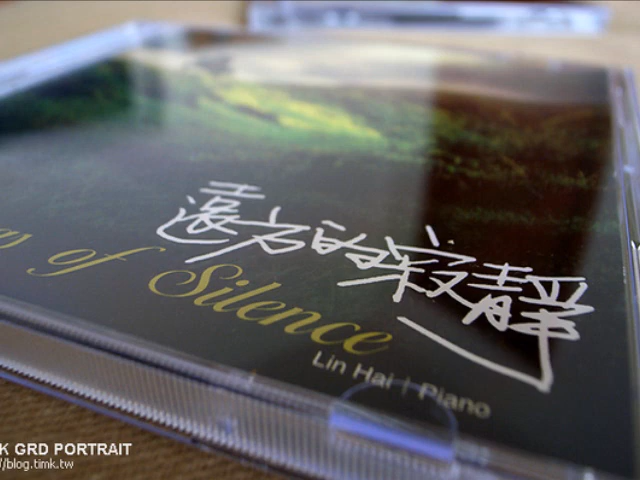 遠方的寂靜
of Silence
Lin Hai | Piano
K GRD PORTRAIT
//blog.timk.tw